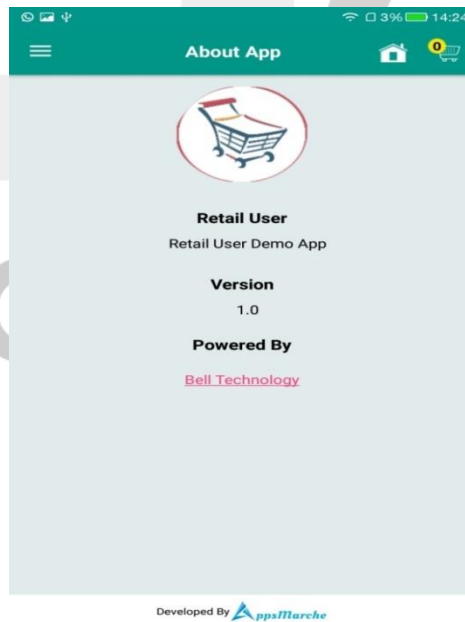 3% 14:24
About App
0
Retail User
Retail User Demo App
Version
1.0
Powered By
Bell Technology
Developed By AppsMarche